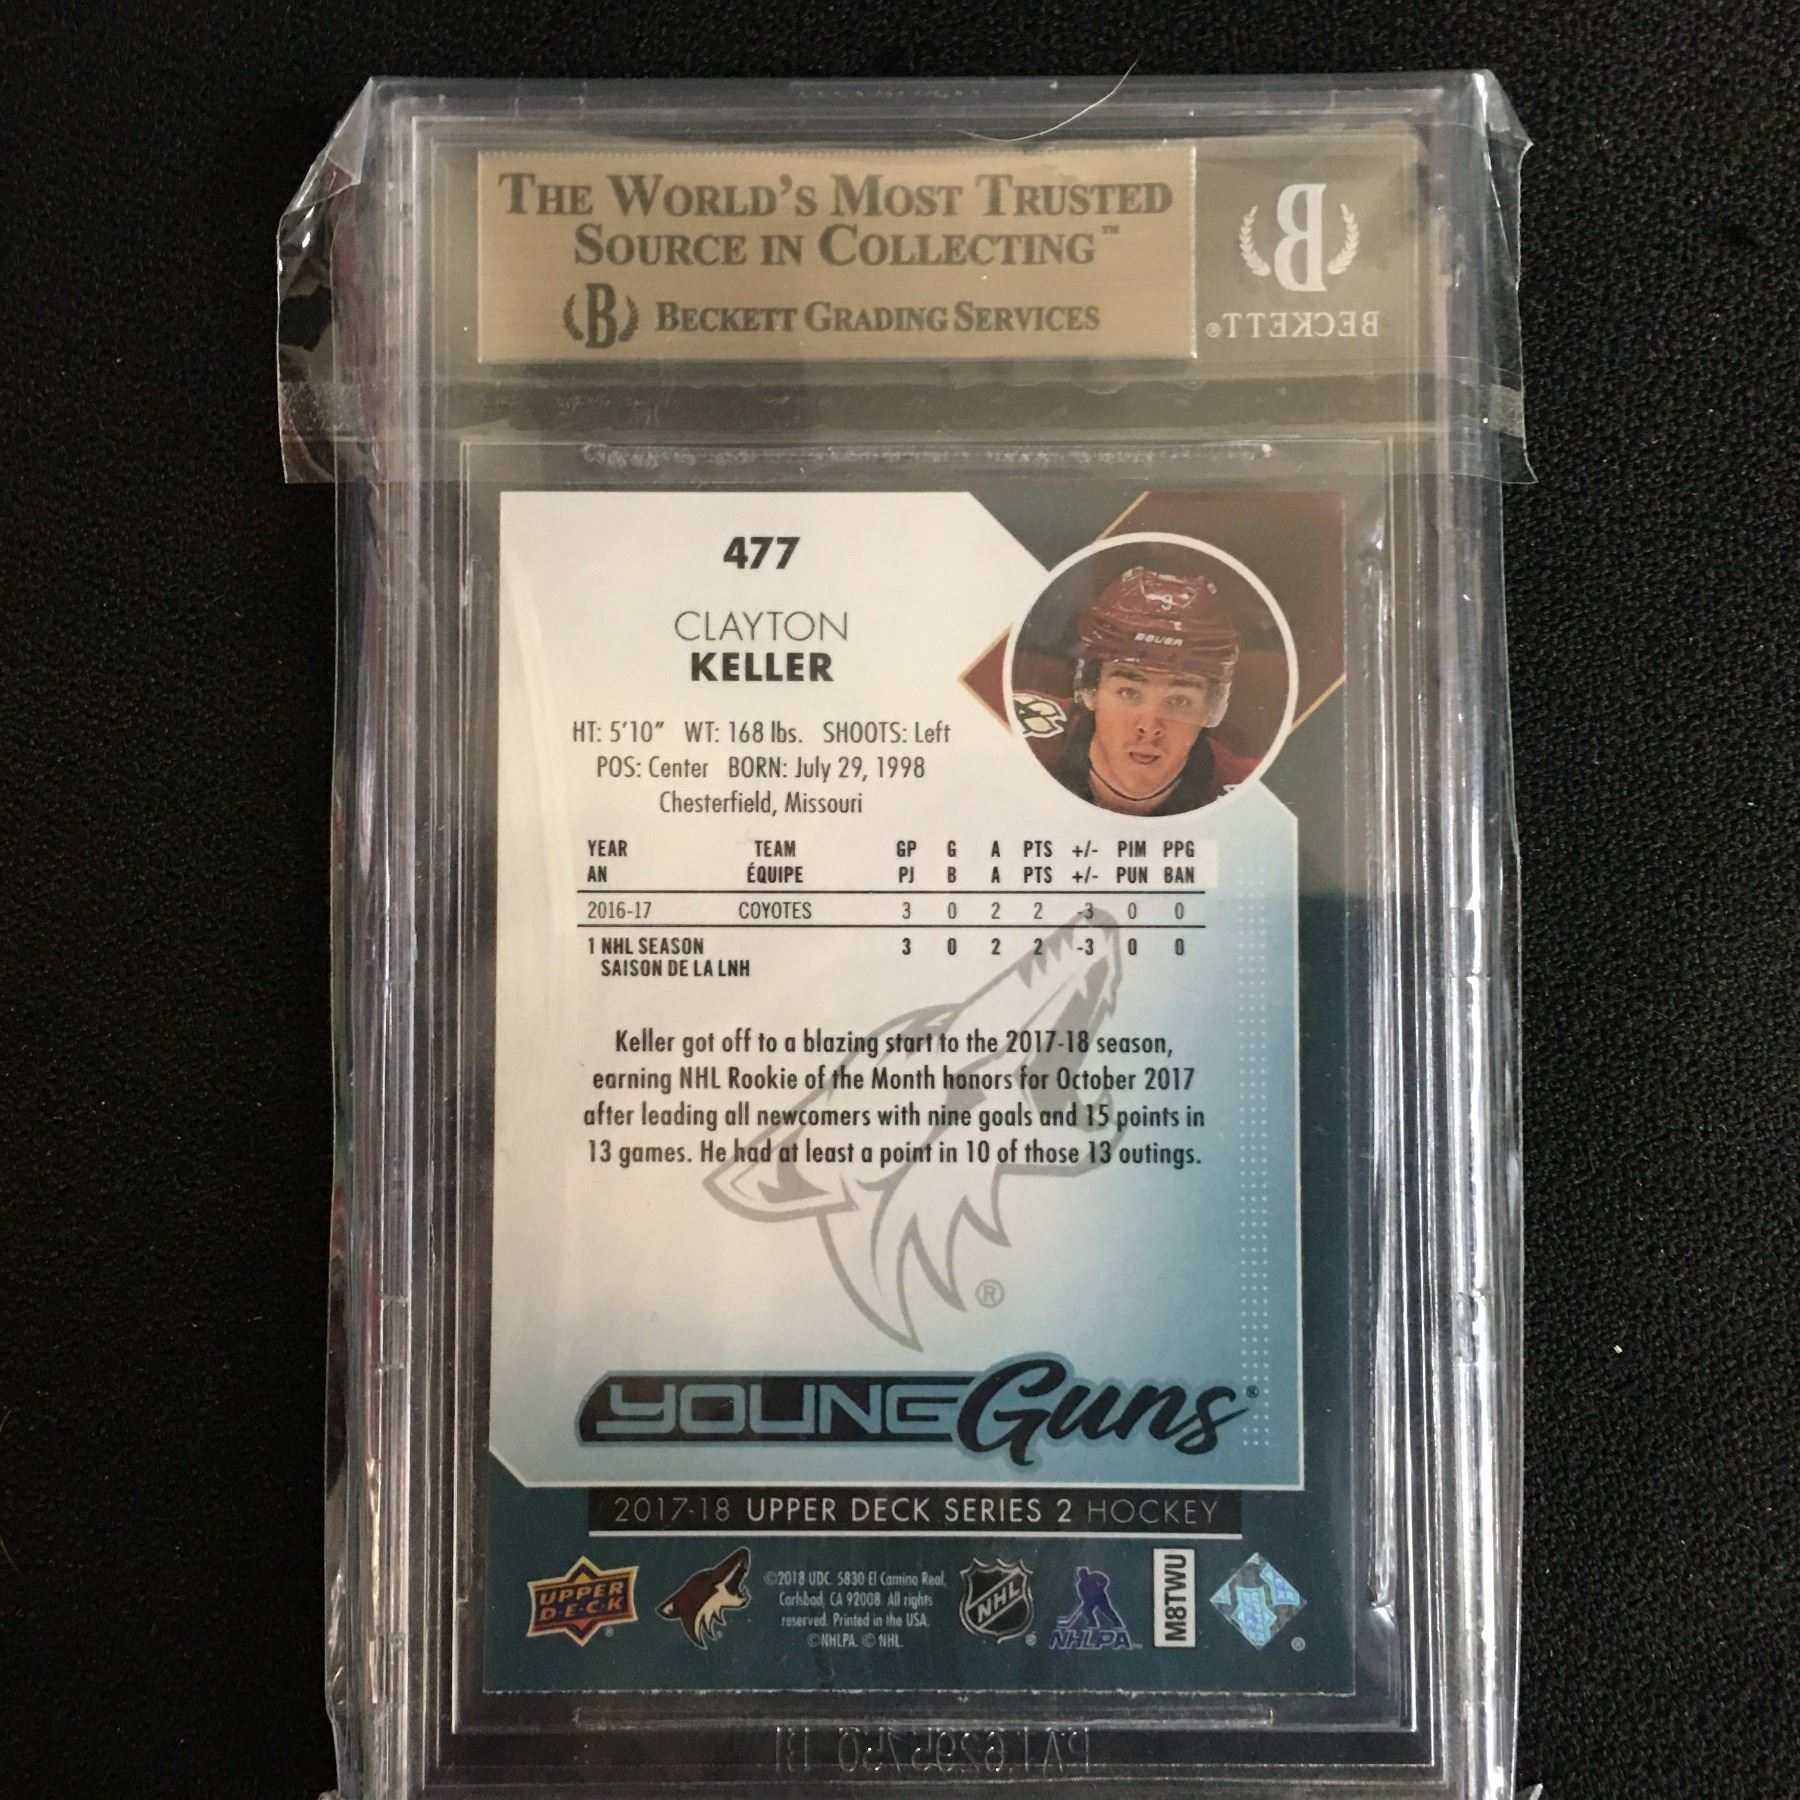 THE WORLD'S MOST TRUSTED
SOURCE IN COLLECTING™
B BECKETT GRADING SERVICES
B
BECKETT®
477
CLAYTON
KELLER
HT: 5'10" WT: 168 lbs. SHOOTS: Left
POS: Center BORN: July 29, 1998
Chesterfield, Missouri
9
BAUER
YEAR TEAM GP G A PTS +/- PIM PPG
AN ÉQUIPE PJ B A PTS +/- PUN BAN
2016-17 COYOTES 3 0 2 2 -3 0 0
1 NHL SEASON 3 0 2 2 -3 0 0
SAISON DE LA LNH
Keller got off to a blazing start to the 2017-18 season,
earning NHL Rookie of the Month honors for October 2017
after leading all newcomers with nine goals and 15 points in
13 games. He had at least a point in 10 of those 13 outings.
®
YOUNG Guns®
2017-18 UPPER DECK SERIES 2 HOCKEY
UPPER
D·E·C·K
®
©2018 UDC. 5830 El Camino Real,
Carlsbad, CA 92008. All rights
reserved. Printed in the USA.
©NHLPA. © NHL.
NHL
®
NHLPA™
M8TWU
®